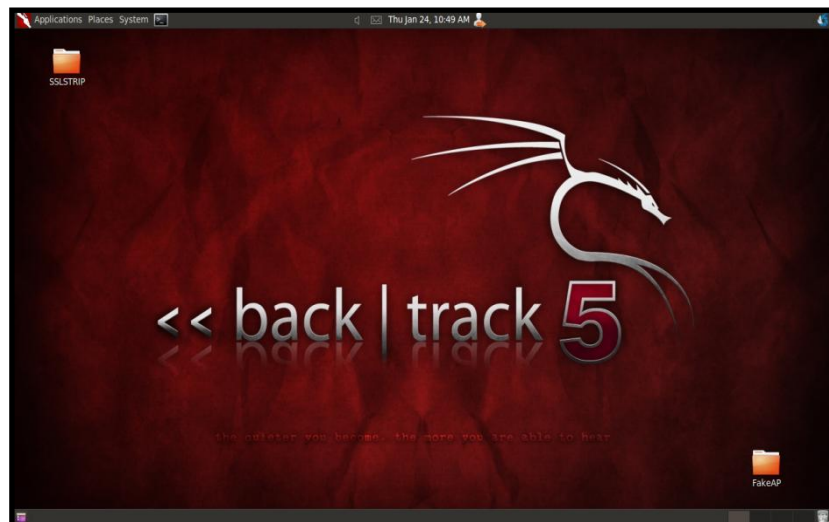 Applications Places System Thu Jan 24, 10:49 AM
SSLSTRIP
<< back | track 5
the quieter you become, the more you are able to hear
FakeAP